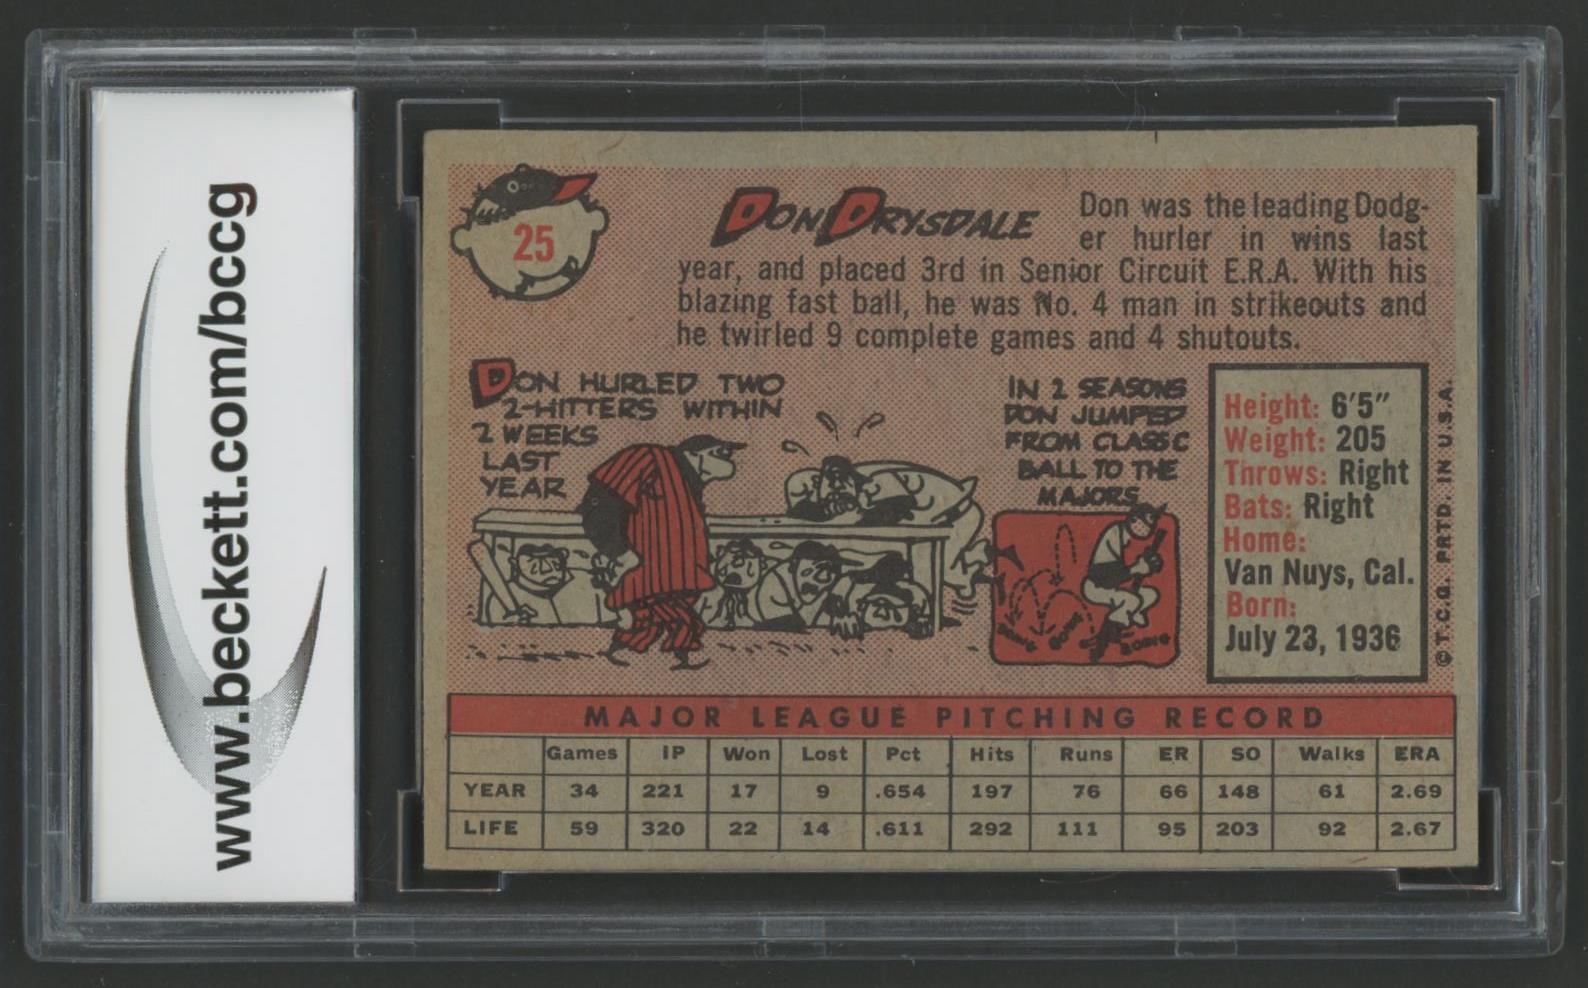 www.beckett.com/bccg
25
DON DRYSDALE
Don was the leading Dodg-
er hurler in wins last
year, and placed 3rd in Senior Circuit E.R.A. With his
blazing fast ball, he was No. 4 man in strikeouts and
he twirled 9 complete games and 4 shutouts.
DON HURLED TWO
2-HITTERS WITHIN
2 WEEKS
LAST
YEAR
IN 2 SEASONS
DON JUMPED
FROM CLASS C
BALL TO THE
MAJORS
BOING BOING BOING
Height: 6'5"
Weight: 205
Throws: Right
Bats: Right
Home:
Van Nuys, Cal.
Born:
July 23, 1936
© T.C.G. PRTD. IN U.S.A.
MAJOR LEAGUE PITCHING RECORD
Games IP Won Lost Pct Hits Runs ER SO Walks ERA
YEAR 34 221 17 9 .654 197 76 66 148 61 2.69
LIFE 59 320 22 14 .611 292 111 95 203 92 2.67